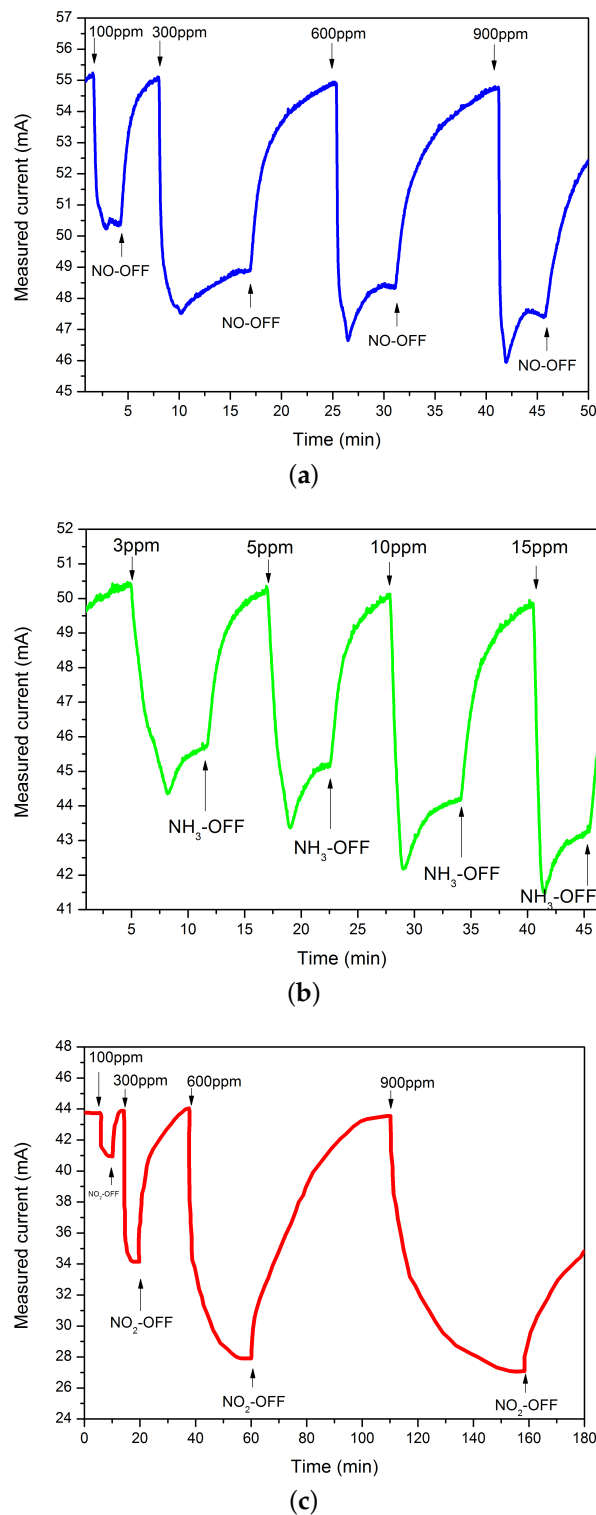 100ppm 300ppm 600ppm 900ppm
57
56
55
54
53
52
51
50
49
48
47
46
45
Measured current (mA)
NO-OFF
NO-OFF
NO-OFF
NO-OFF
5 10 15 20 25 30 35 40 45 50
Time (min)
(a)
52
51
50
49
46
45
44
43
42
41
Measured current (mA)
3ppm 5ppm 10ppm 15ppm
NH3-OFF
NH3-OFF
NH3-OFF
NH3-OFF
5 10 15 20 25 30 35 40 45
Time (min)
(b)
48
46
44
42
40
38
36
34
32
30
28
26
24
Measured current (mA)
100ppm
300ppm 600ppm 900ppm
NO2-OFF
NO2-OFF
NO2-OFF
NO2-OFF
0 20 40 60 80 100 120 140 160 180
Time (min)
(c)